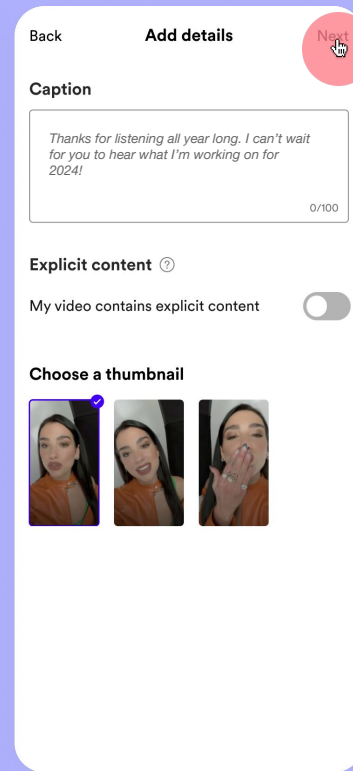 Back
Add details
Next
Caption
Thanks for listening all year long. I can't wait
for you to hear what I'm working on for
2024!
0/100
Explicit content ?
My video contains explicit content
Choose a thumbnail